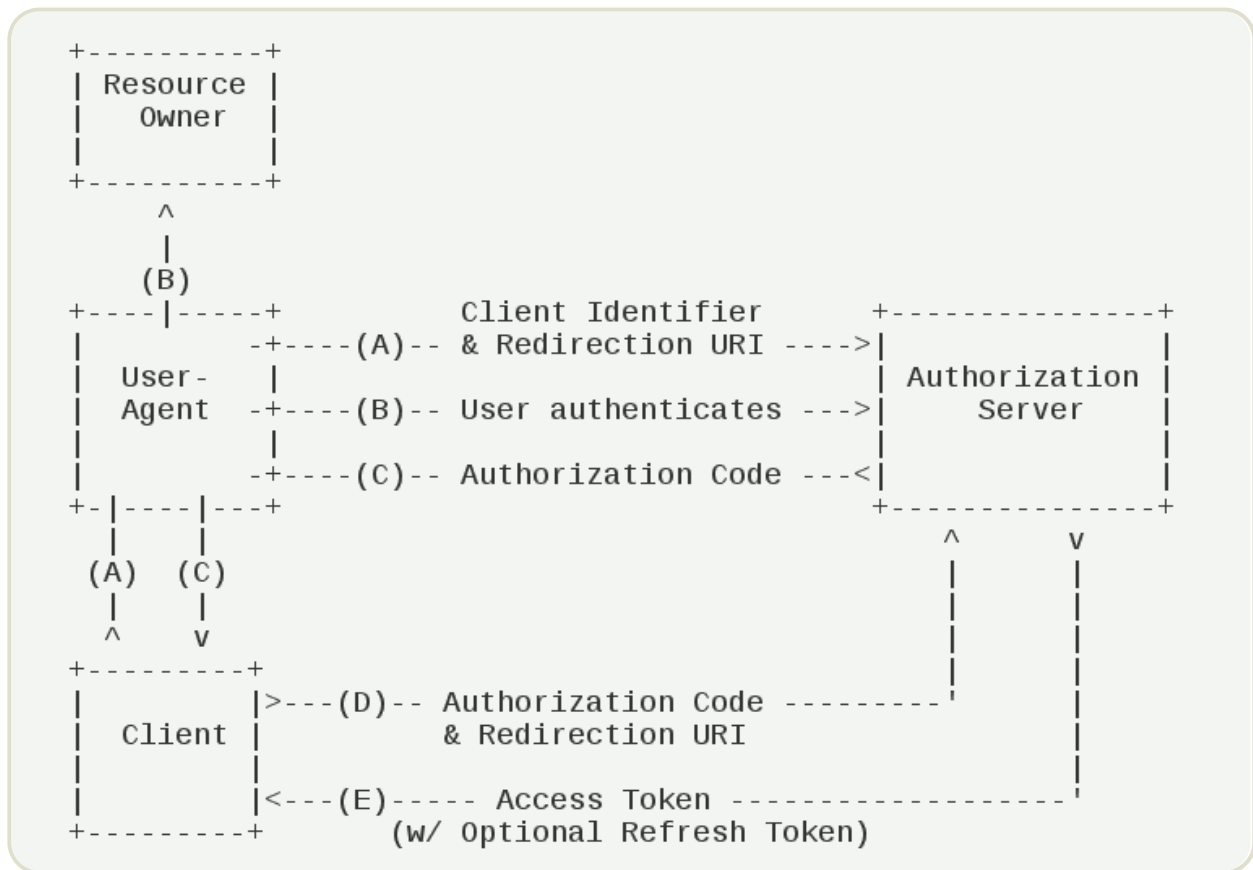 +----------+
| Resource |
|   Owner  |
|          |
+----------+
     ^
     |
    (B)
+----|-----+          Client Identifier      +---------------+
|         -+----(A)-- & Redirection URI ---->|               |
|  User-   |                                 | Authorization |
|  Agent  -+----(B)-- User authenticates --->|     Server    |
|          |                                 |               |
|         -+----(C)-- Authorization Code ---<|               |
+-|----|---+                                 +---------------+
  |    |                                         ^      v
 (A)  (C)                                        |      |
  |    |                                         |      |
  ^    v                                         |      |
+---------+                                      |      |
|         |>---(D)-- Authorization Code ---------'      |
|  Client |          & Redirection URI                  |
|         |                                             |
|         |<---(E)----- Access Token -------------------'
+---------+       (w/ Optional Refresh Token)